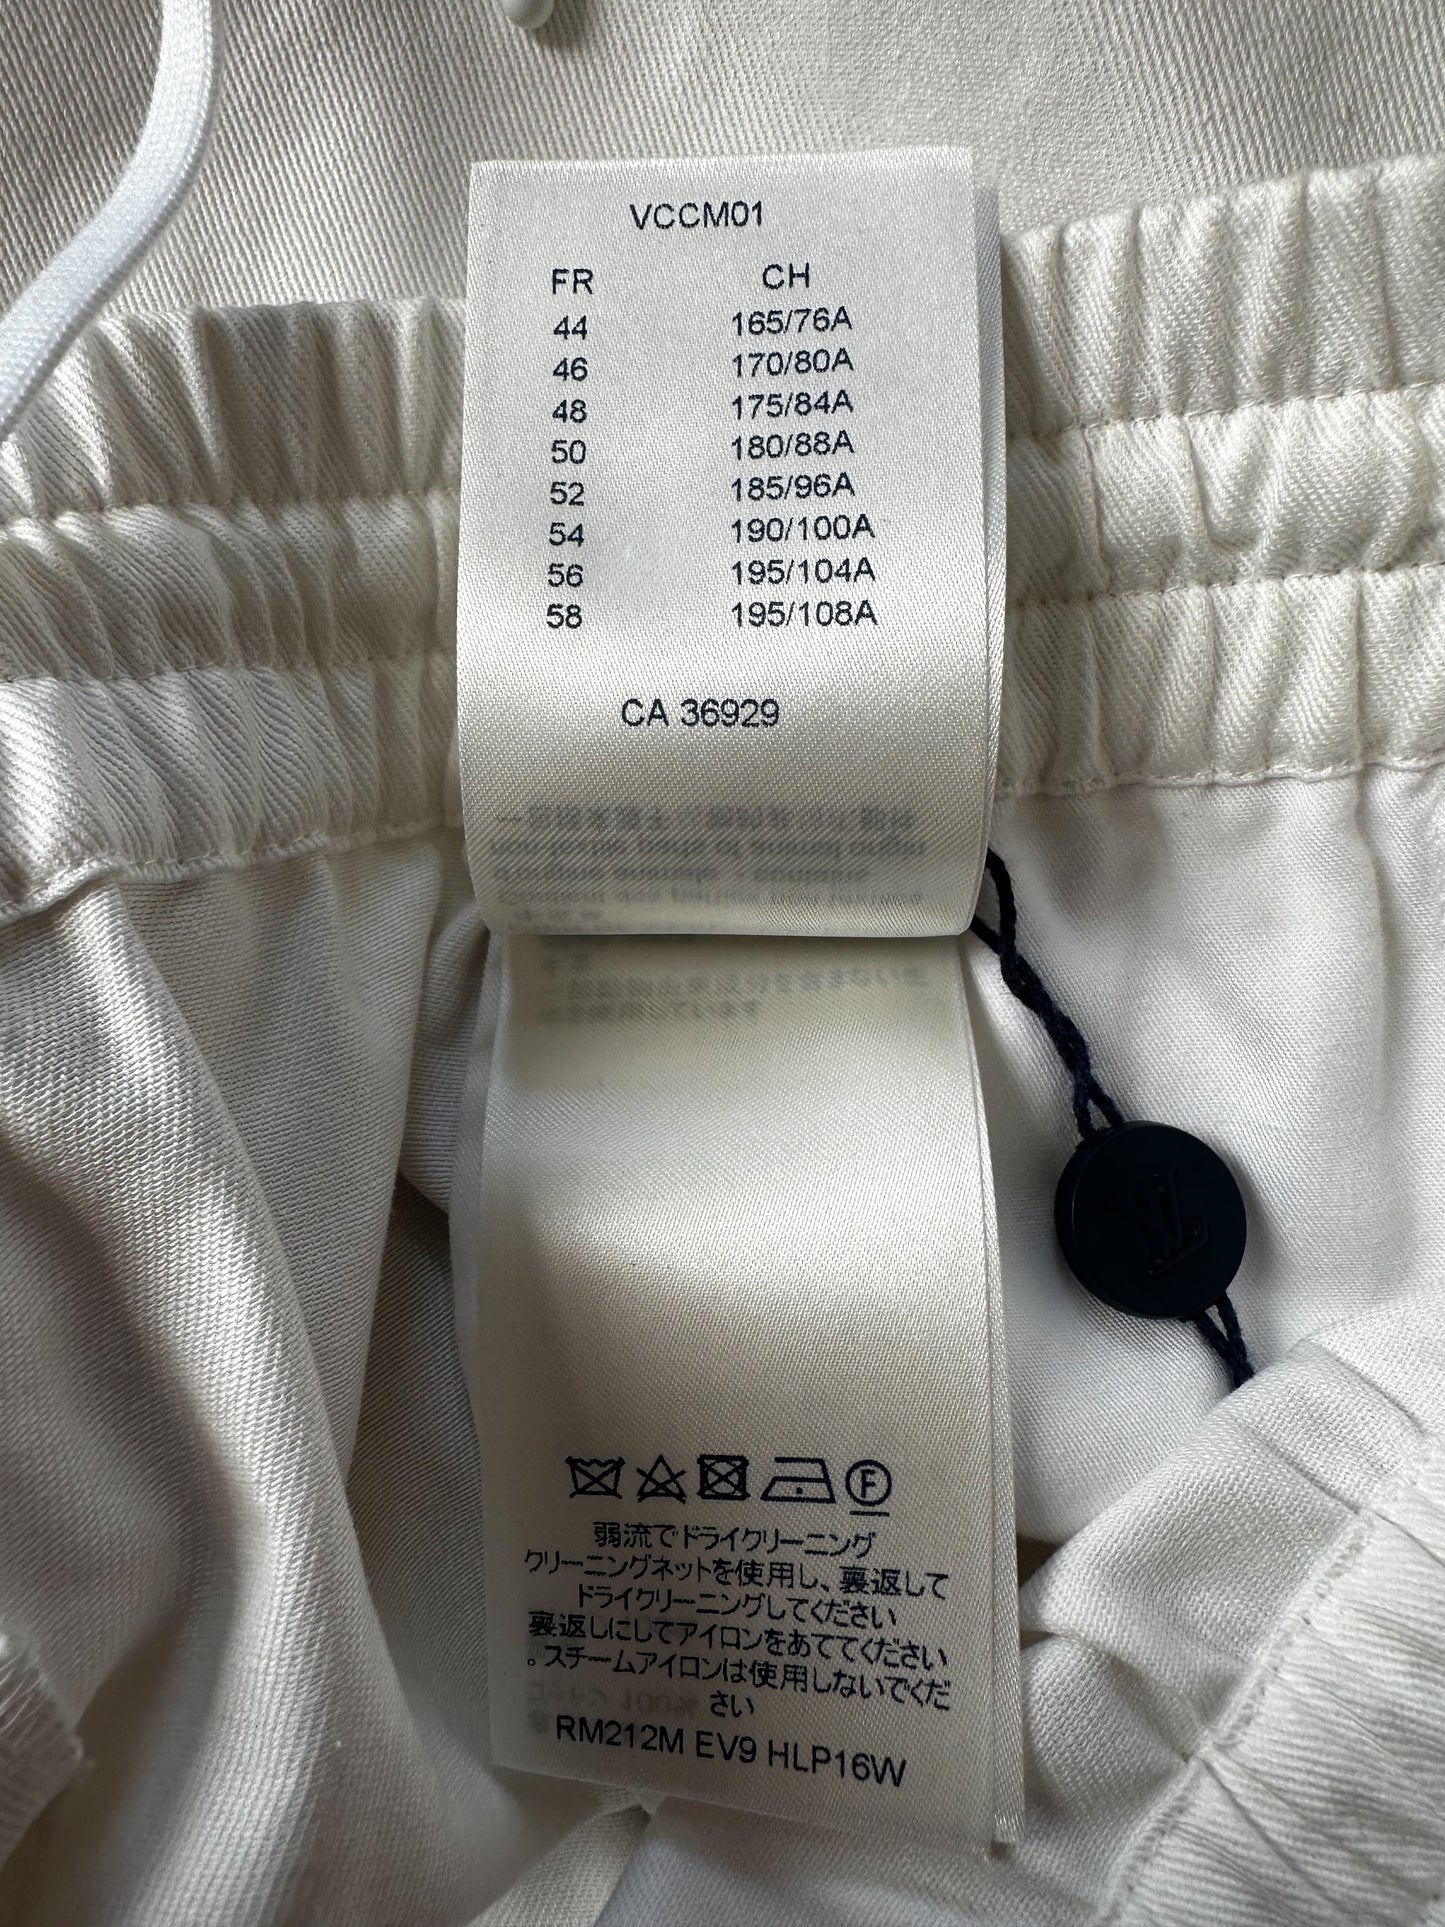 VCCM01
FR CH
44 165/76A
46 170/80A
48 175/84A
50 180/88A
52 185/96A
54 190/100A
56 195/104A
58 195/108A
CA 36929
F
弱流でドライクリーニング
クリーニングネットを使用し、裏返して
ドライクリーニングしてください
裏返しにしてアイロンをあててください
。スチームアイロンは使用しないでくだ
さい
RM212M EV9 HLP16W
LV